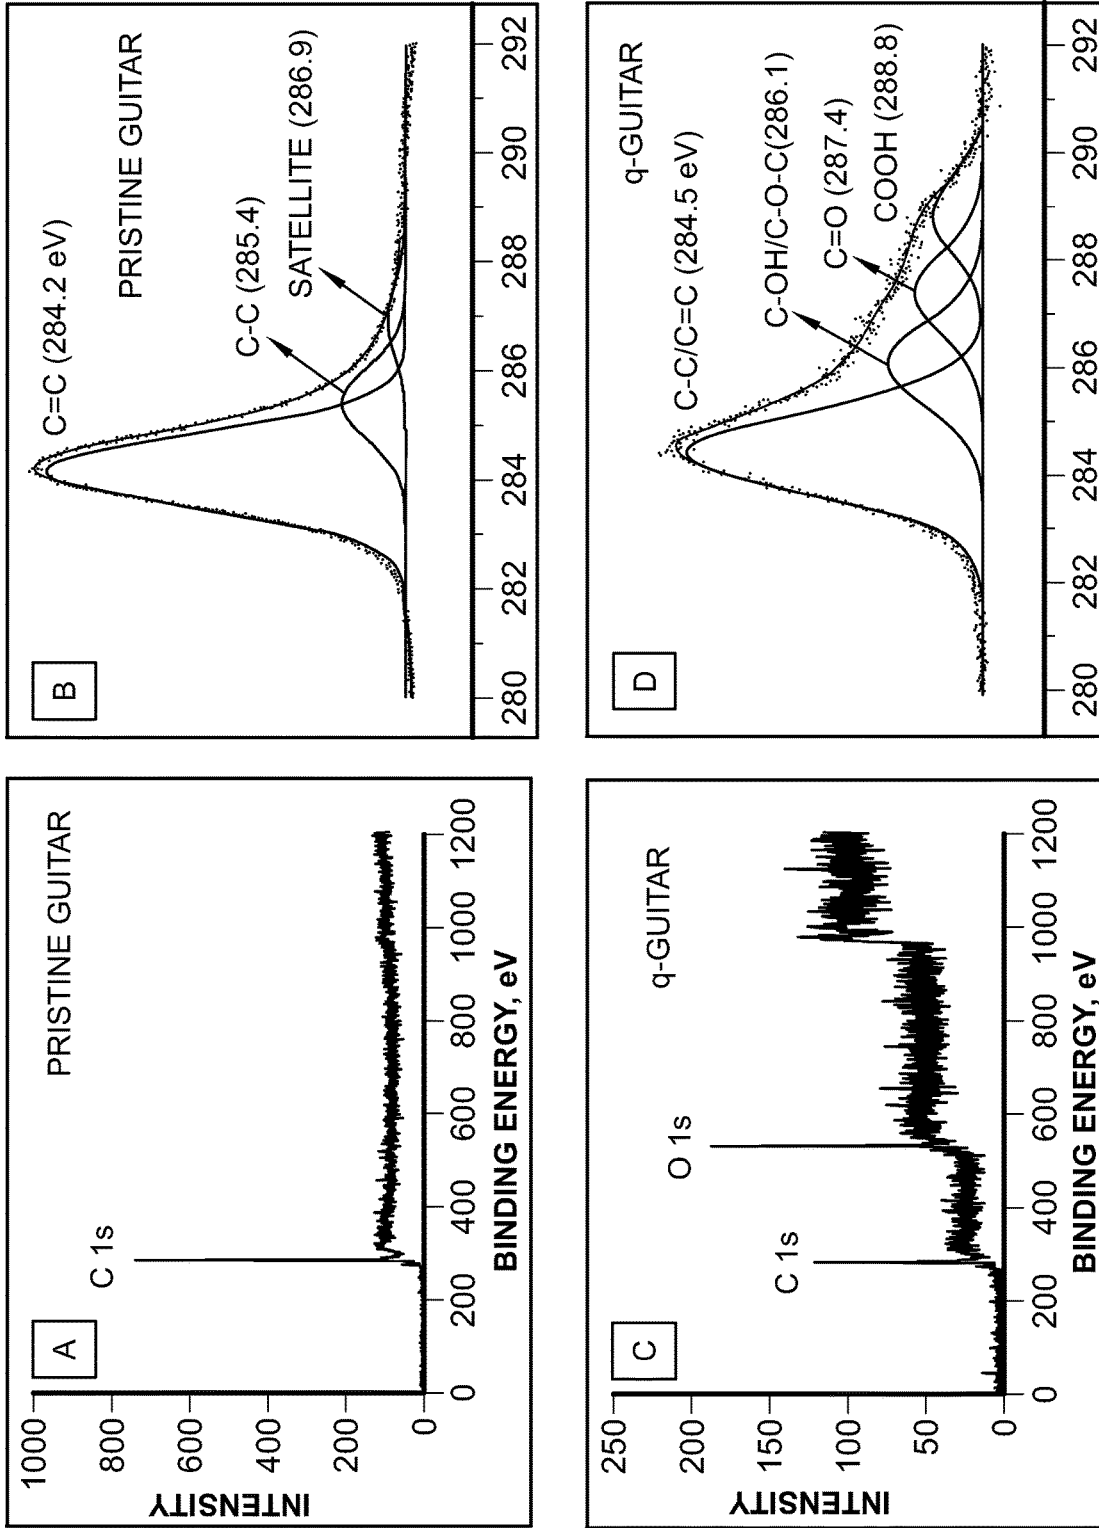 A
PRISTINE GUITAR
C 1s
1000
800
600
400
200
0
INTENSITY
0
200
400
600
800
1000
1200
BINDING ENERGY, eV
B
C=C (284.2 eV)
PRISTINE GUITAR
C-C (285.4)
SATELLITE (286.9)
280
282
284
286
288
290
292
C
q-GUITAR
O 1s
C 1s
250
200
150
100
50
0
INTENSITY
0
200
400
600
800
1000
1200
BINDING ENERGY, eV
D
q-GUITAR
C-C/C=C (284.5 eV)
C-OH/C-O-C(286.1)
C=O (287.4)
COOH (288.8)
280
282
284
286
288
290
292